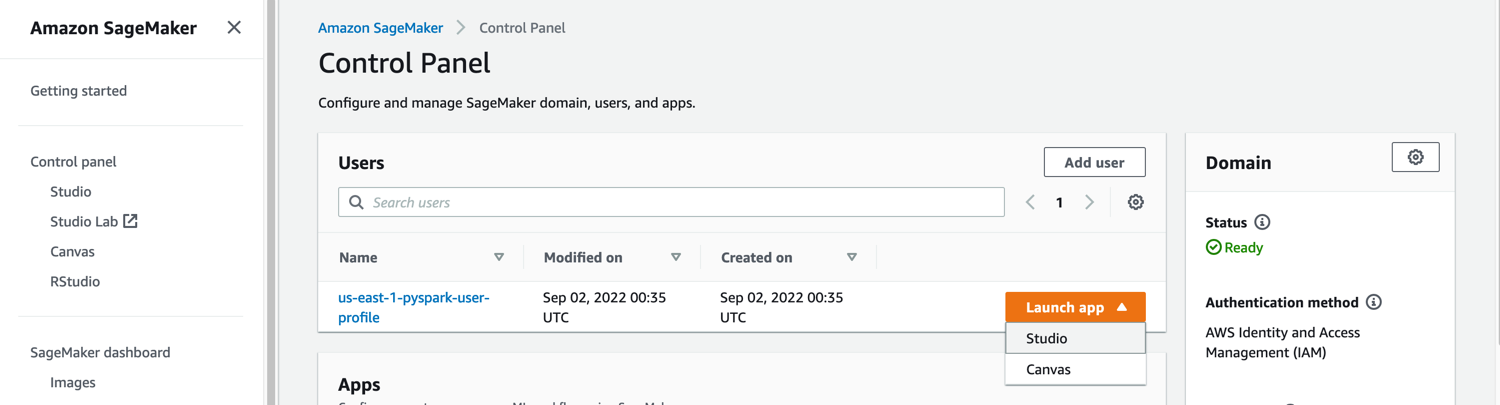 Amazon SageMaker
Getting started
Control panel
Studio
Studio Lab
Canvas
RStudio
SageMaker dashboard
Images
Amazon SageMaker > Control Panel
Control Panel
Configure and manage SageMaker domain, users, and apps.
Users
Add user
Search users
1
Name
Modified on
Created on
us-east-1-pyspark-user-
profile
Sep 02, 2022 00:35
UTC
Sep 02, 2022 00:35
UTC
Launch app
Studio
Canvas
Apps
Domain
Status
Ready
Authentication method
AWS Identity and Access
Management (IAM)